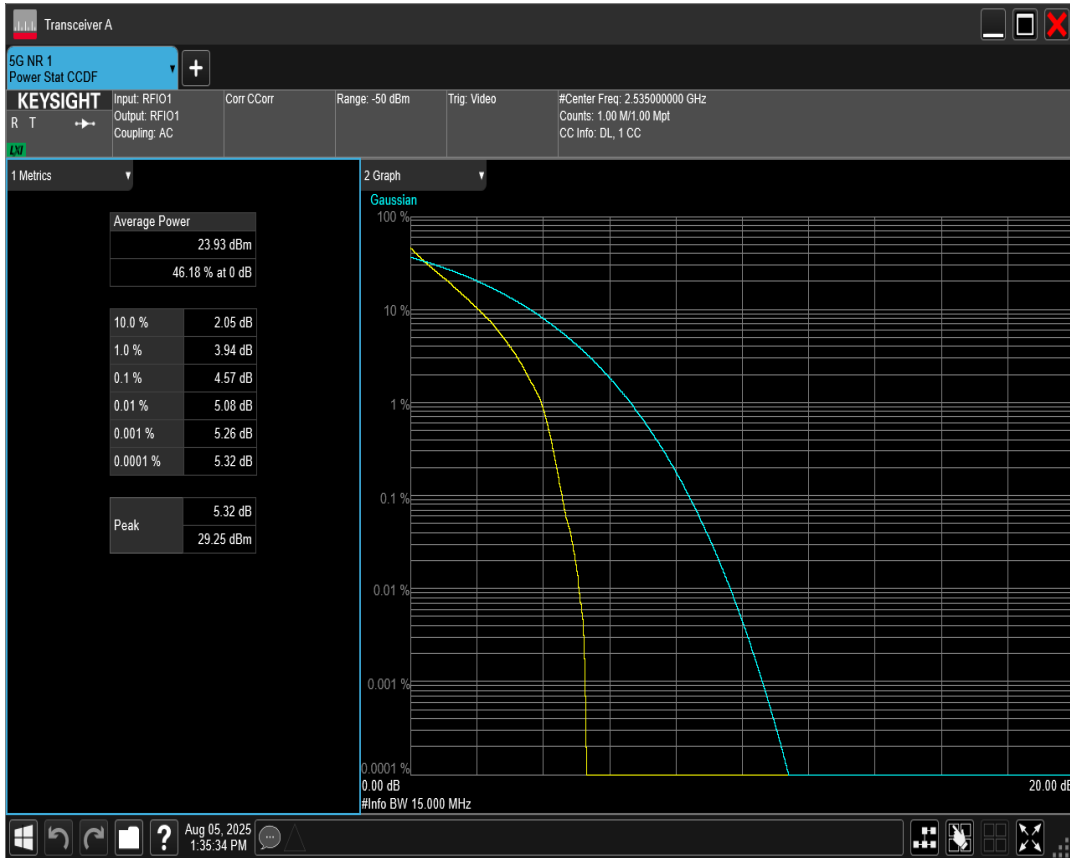 Transceiver A
5G NR 1
Power Stat CCDF
KEYSIGHT
R T
LXI
Input: RFIO1
Output: RFIO1
Coupling: AC
Corr CCorr
Range: -50 dBm
Trig: Video
#Center Freq: 2.535000000 GHz
Counts: 1.00 M/1.00 Mpt
CC Info: DL, 1 CC
1 Metrics
Average Power
23.93 dBm
46.18 % at 0 dB
10.0 % 2.05 dB
1.0 % 3.94 dB
0.1 % 4.57 dB
0.01 % 5.08 dB
0.001 % 5.26 dB
0.0001 % 5.32 dB
Peak
5.32 dB
29.25 dBm
2 Graph
Gaussian
100 %
10 %
1 %
0.1 %
0.01 %
0.001 %
0.0001 %
0.00 dB 20.00 dB
#Info BW 15.000 MHz
Aug 05, 2025
1:35:34 PM